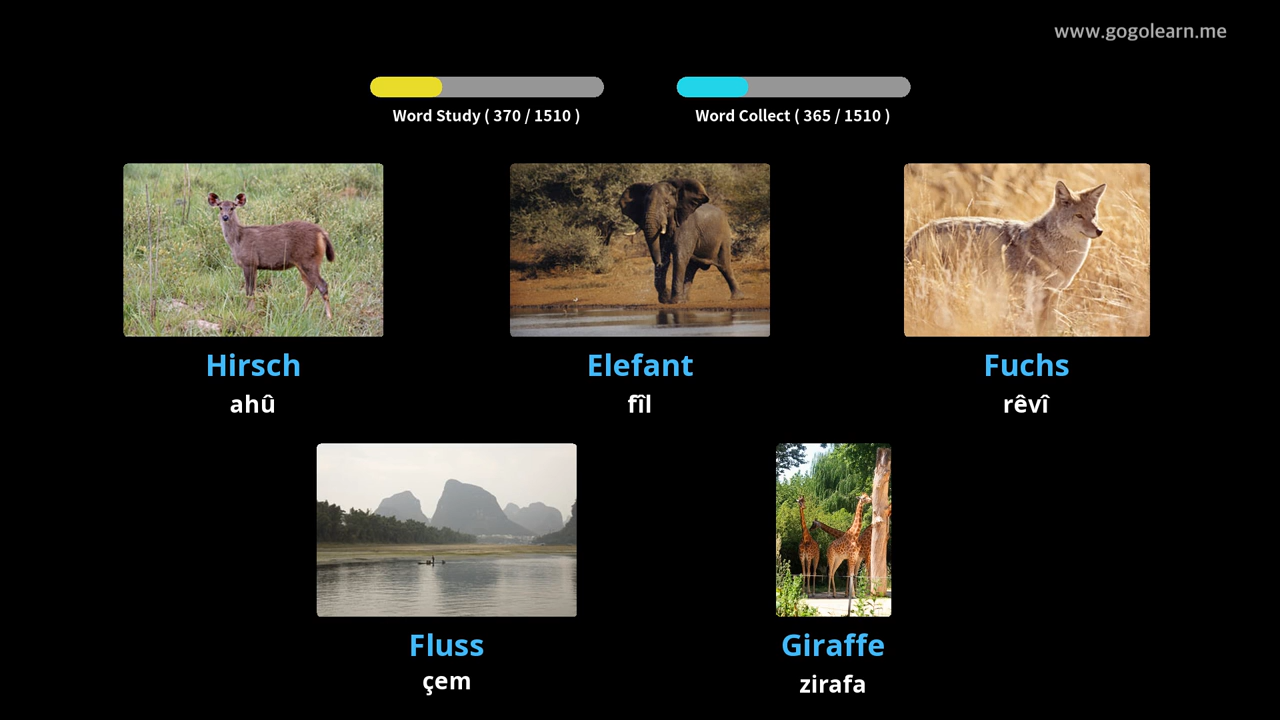 www.gogolearn.me
Word Study ( 370 / 1510 )
Word Collect ( 365 / 1510 )
Hirsch
ahû
Elefant
fîl
Fuchs
rêvî
Fluss
çem
Giraffe
zirafa